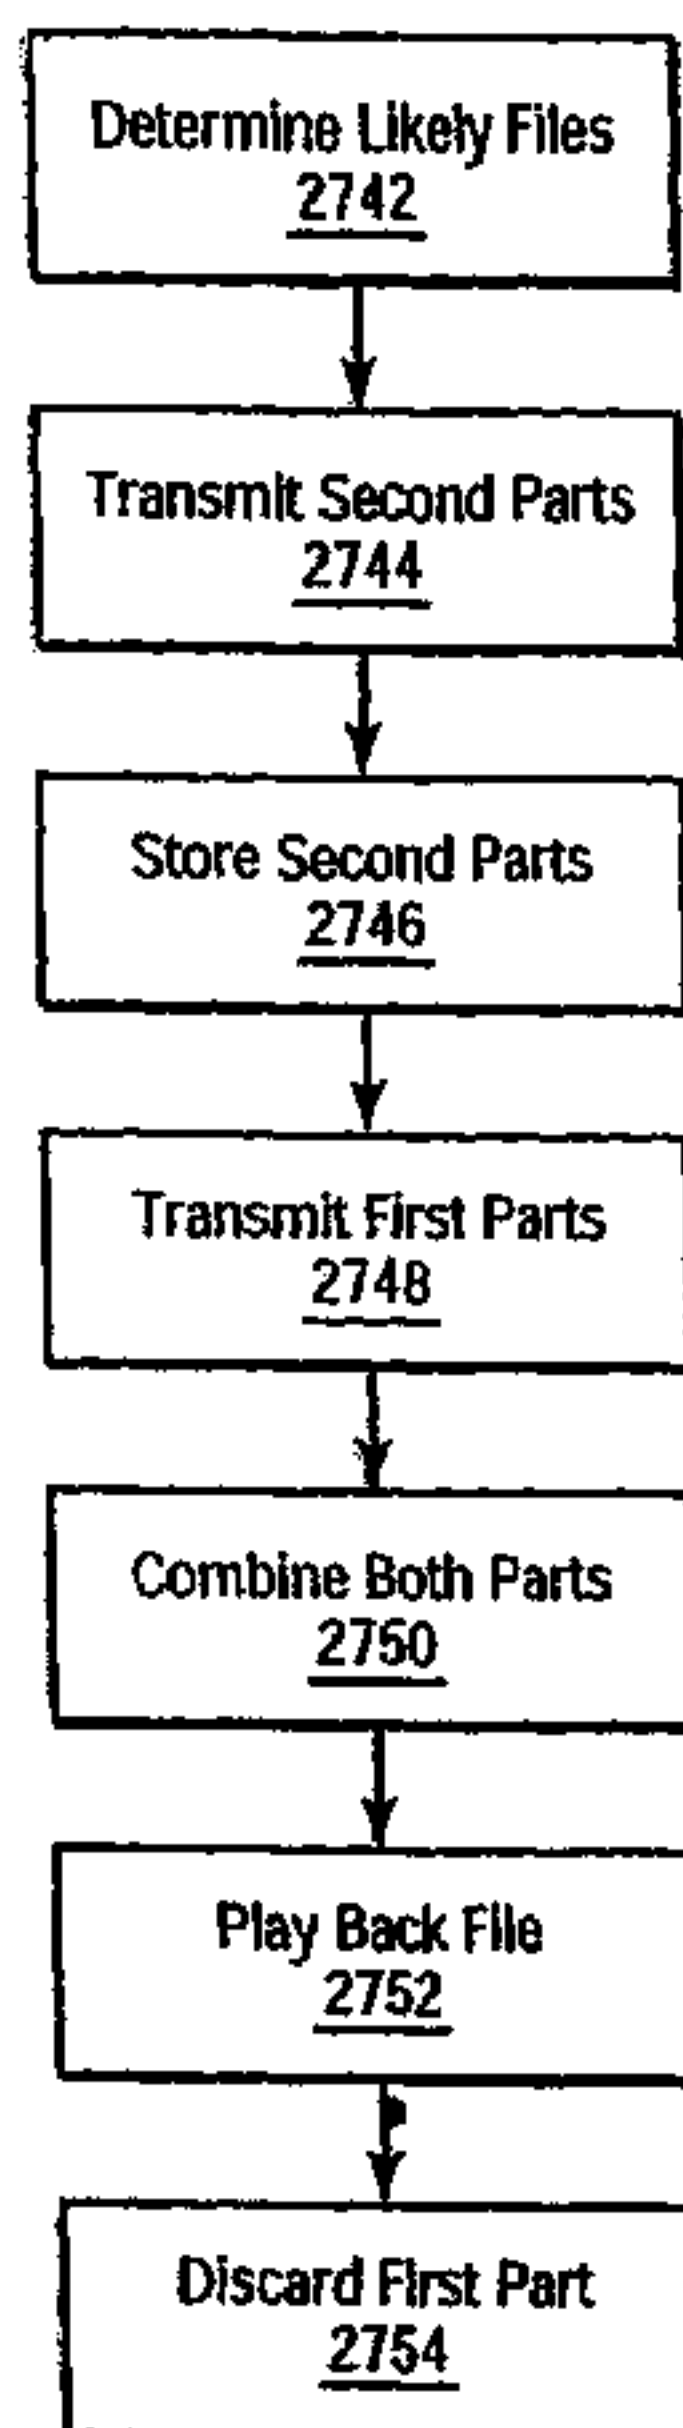 Determine Likely Files
2742
Transmit Second Parts
2744
Store Second Parts
2746
Transmit First Parts
2748
Combine Both Parts
2750
Play Back File
2752
Discard First Part
2754